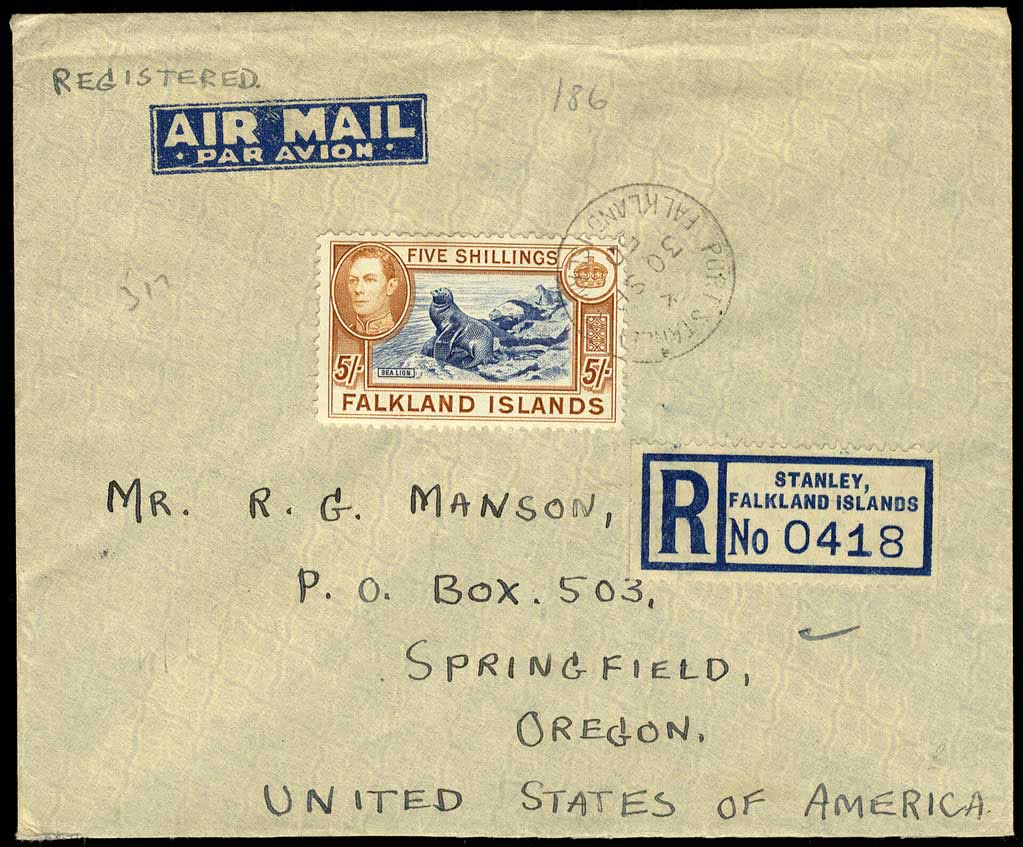 REGISTERED.
186
AIR MAIL
· PAR AVION ·
FIVE SHILLINGS
5/-
SEA LION
5/-
FALKLAND ISLANDS
PORT STANLEY
FALKLAND
30
R
STANLEY,
FALKLAND ISLANDS
No 0418
MR. R. G. MANSON,
P. O. BOX. 503,
SPRINGFIELD,
OREGON,
UNITED STATES OF AMERICA.